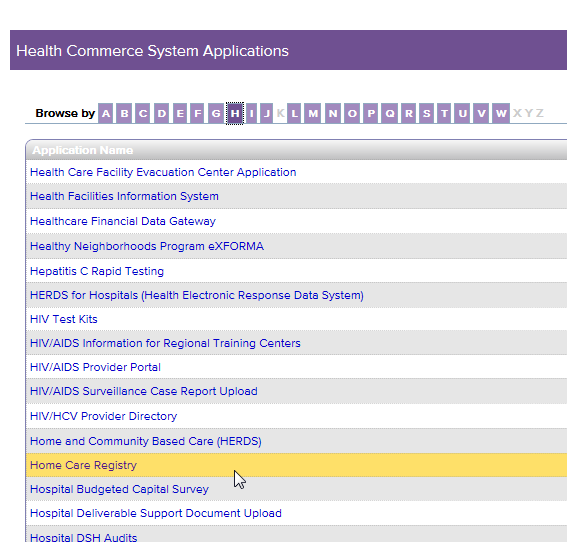 Health Commerce System Applications
Browse by A B C D E F G H I J K L M N O P Q R S T U V W X Y Z
Application Name
Health Care Facility Evacuation Center Application
Health Facilities Information System
Healthcare Financial Data Gateway
Healthy Neighborhoods Program eXFORMA
Hepatitis C Rapid Testing
HERDS for Hospitals (Health Electronic Response Data System)
HIV Test Kits
HIV/AIDS Information for Regional Training Centers
HIV/AIDS Provider Portal
HIV/AIDS Surveillance Case Report Upload
HIV/HCV Provider Directory
Home and Community Based Care (HERDS)
Home Care Registry
Hospital Budgeted Capital Survey
Hospital Deliverable Support Document Upload
Hospital DSH Audits